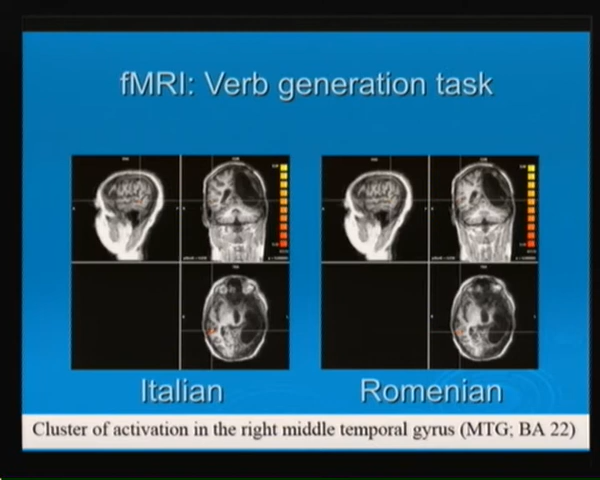 fMRI: Verb generation task
Italian
Romenian
Cluster of activation in the right middle temporal gyrus (MTG; BA 22)